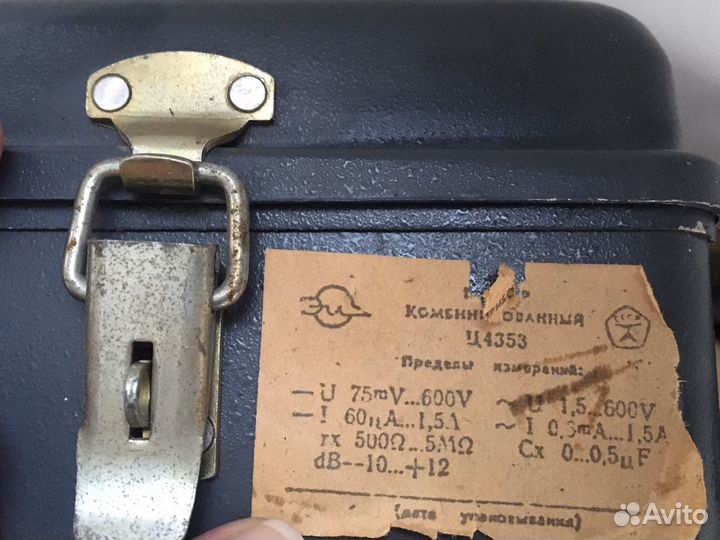 Комбинированный
Ц4353
Пределы измерений:
— U 75mV...600V ~ U 1,5...600V
— I 60μA...1,5A ~ I 0,6mA...1,5A
rx 500Ω...5MΩ Cx 0...0,5μF
dB--10...+12
(дата упаковывания)
Avito